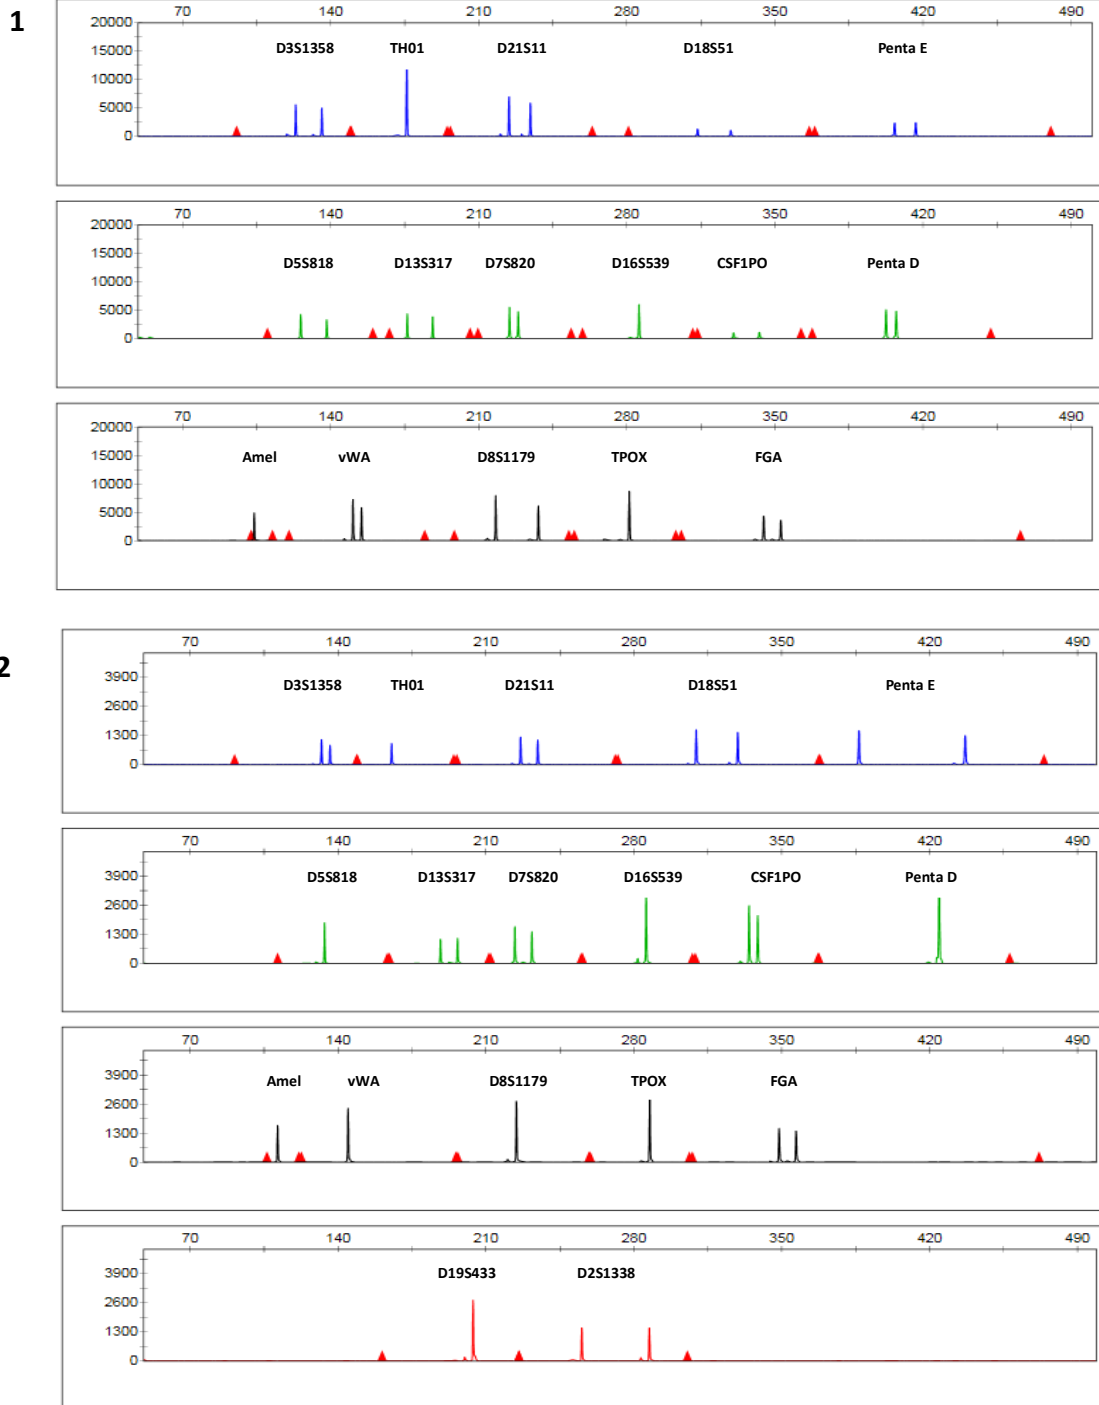 1
70 140 210 280 350 420 490
20000
D3S1358 TH01 D21S11 D18S51 Penta E
15000
10000
5000
0
70 140 210 280 350 420 490
20000
15000
D5S818 D13S317 D7S820 D16S539 CSF1PO Penta D
10000
5000
0
70 140 210 280 350 420 490
20000
15000
Amel vWA D8S1179 TPOX FGA
10000
5000
0
2
70 140 210 280 350 420 490
3900
D3S1358 TH01 D21S11 D18S51 Penta E
2600
1300
0
70 140 210 280 350 420 490
3900
D5S818 D13S317 D7S820 D16S539 CSF1PO Penta D
2600
1300
0
70 140 210 280 350 420 490
3900
Amel vWA D8S1179 TPOX FGA
2600
1300
0
70 140 210 280 350 420 490
3900
D19S433 D2S1338
2600
1300
0